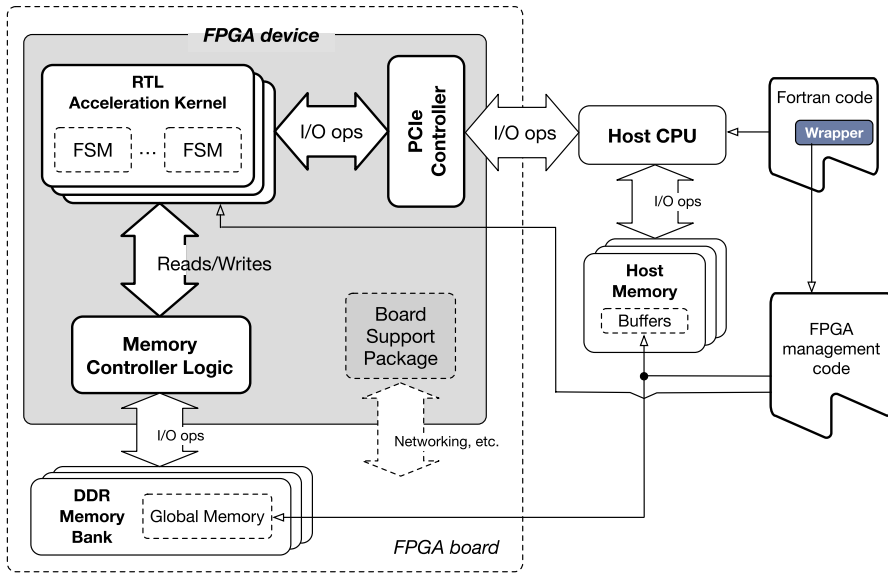 FPGA device
RTL
Acceleration Kernel
FSM ... FSM
I/O ops
PCIe
Controller
I/O ops
Host CPU
Fortran code
Wrapper
I/O ops
Reads/Writes
Host
Memory
Buffers
Board
Support
Package
FPGA
management
code
Memory
Controller Logic
I/O ops
Networking, etc.
DDR
Memory
Bank
Global Memory
FPGA board